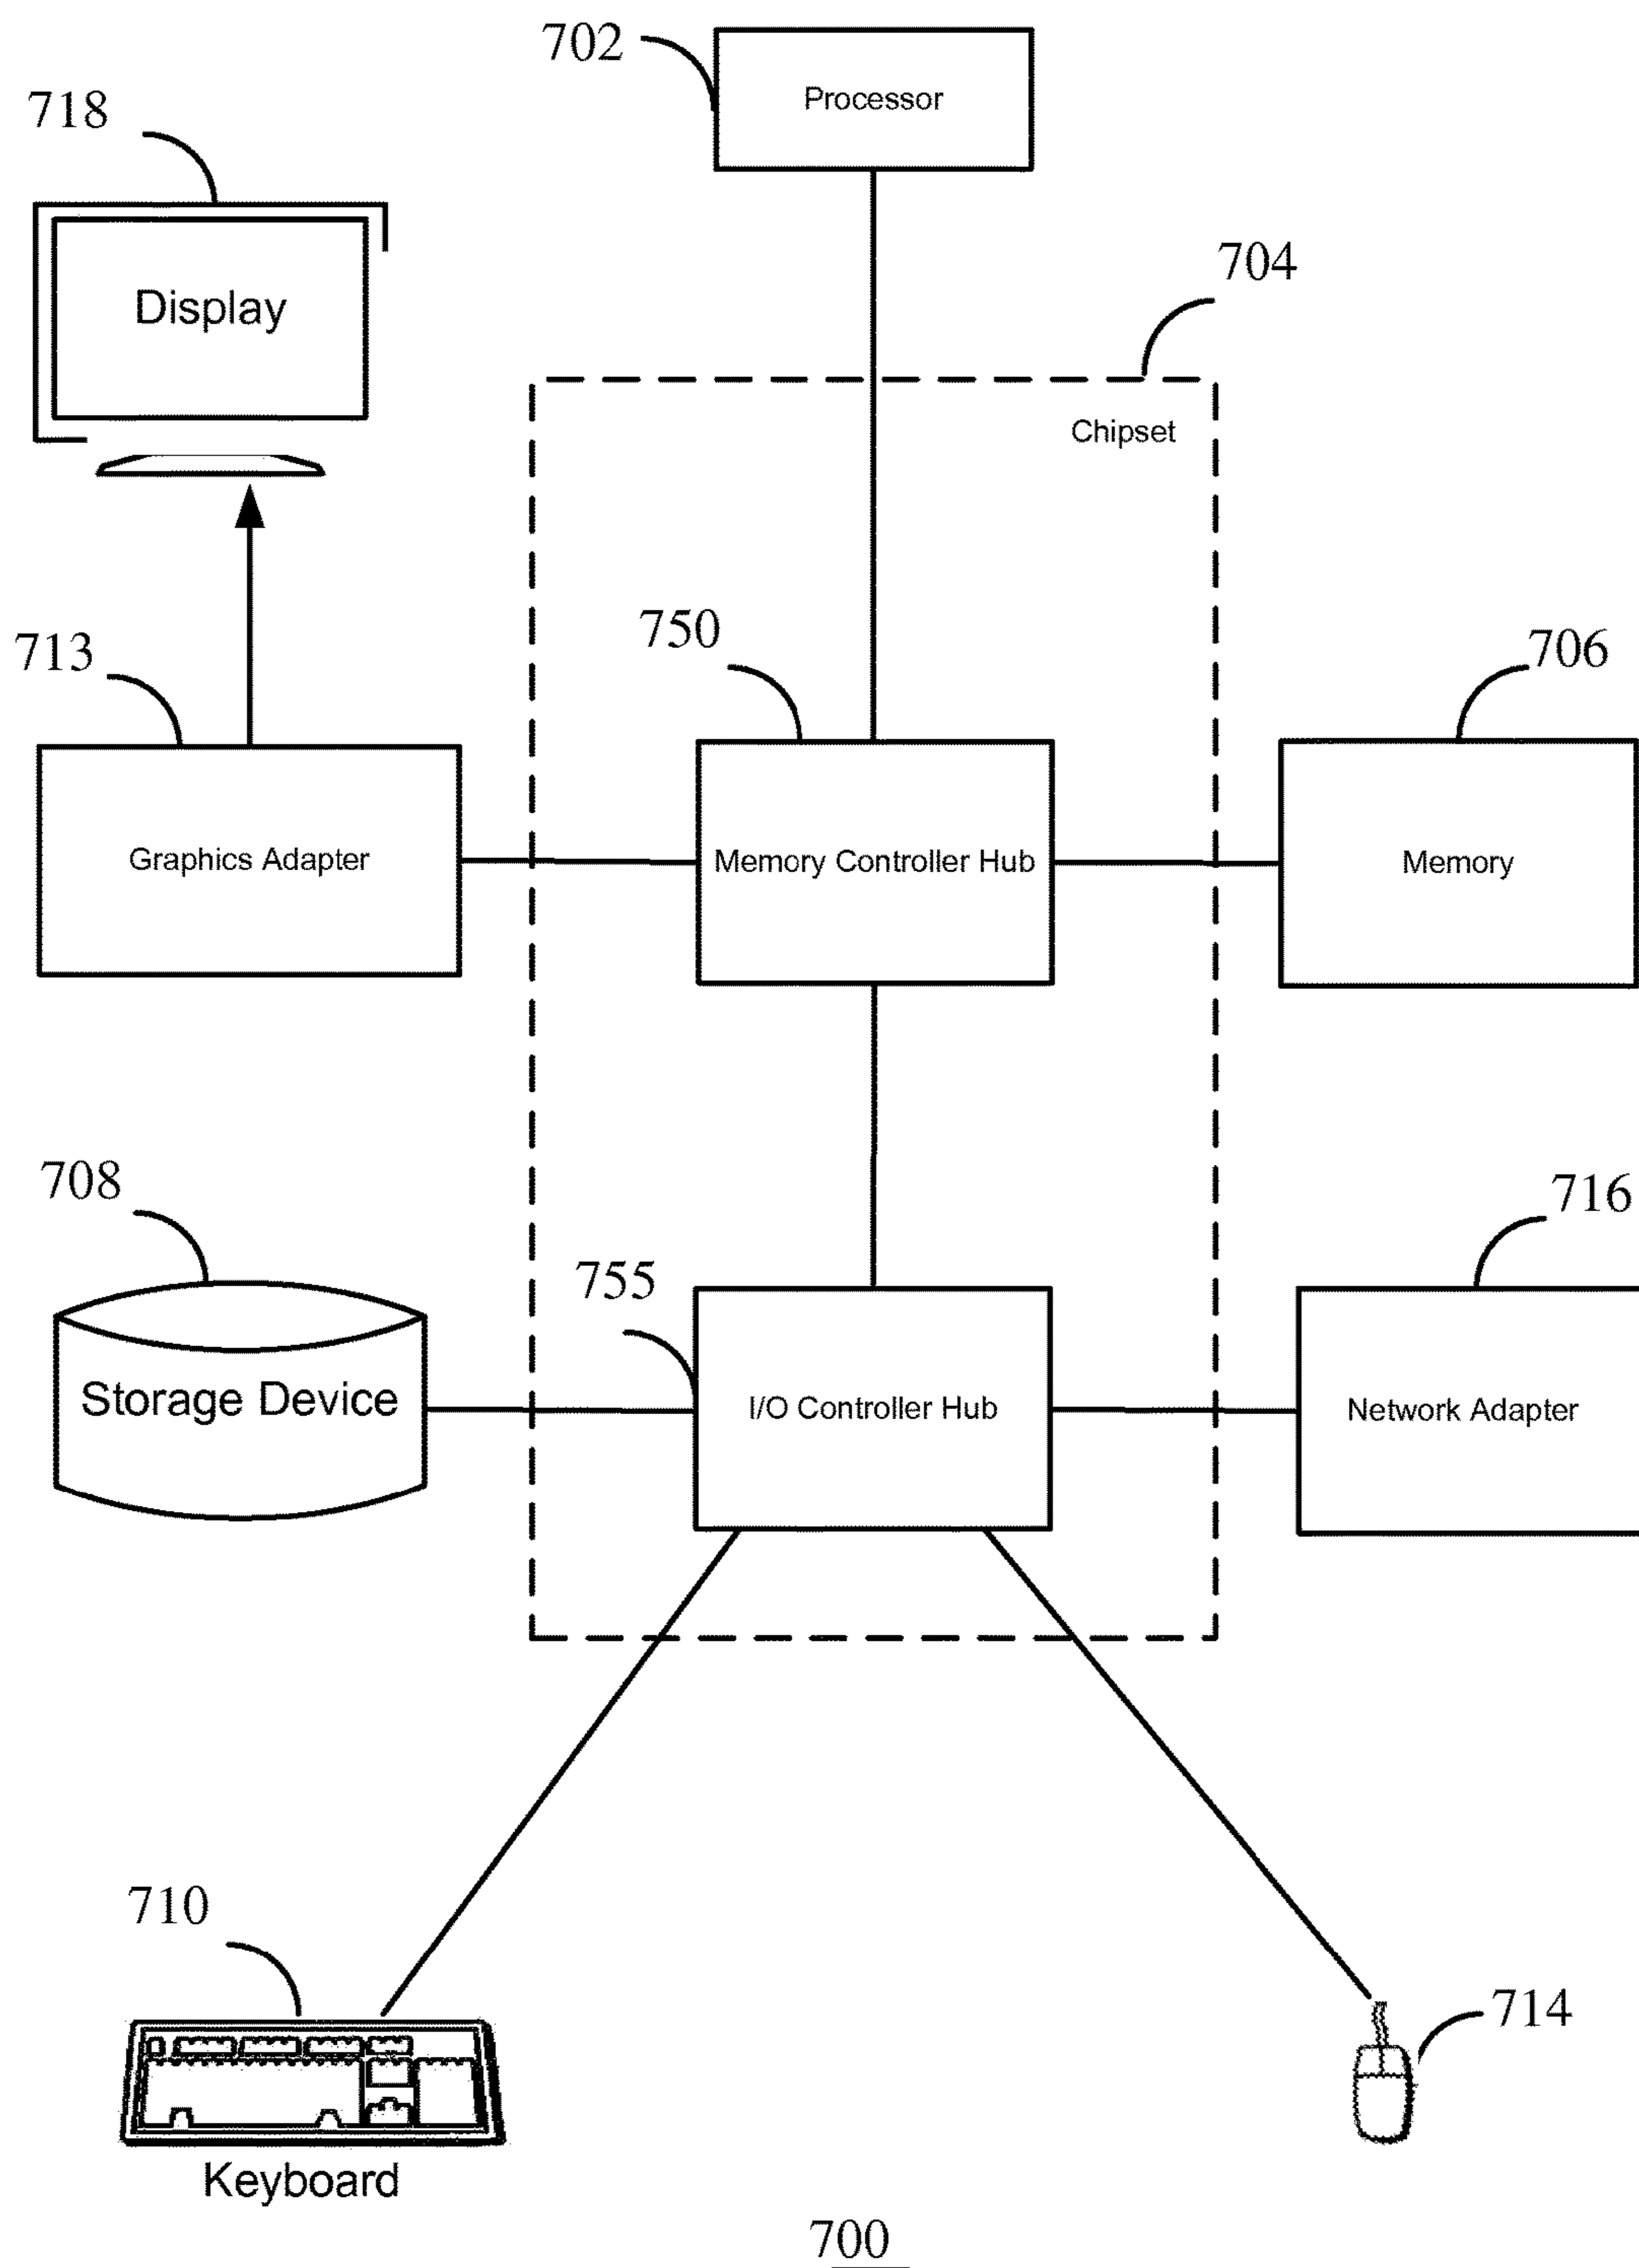 702
Processor
718
Display
704
Chipset
713
750
706
Graphics Adapter
Memory Controller Hub
Memory
708
755
716
Storage Device
I/O Controller Hub
Network Adapter
710
714
Keyboard
700